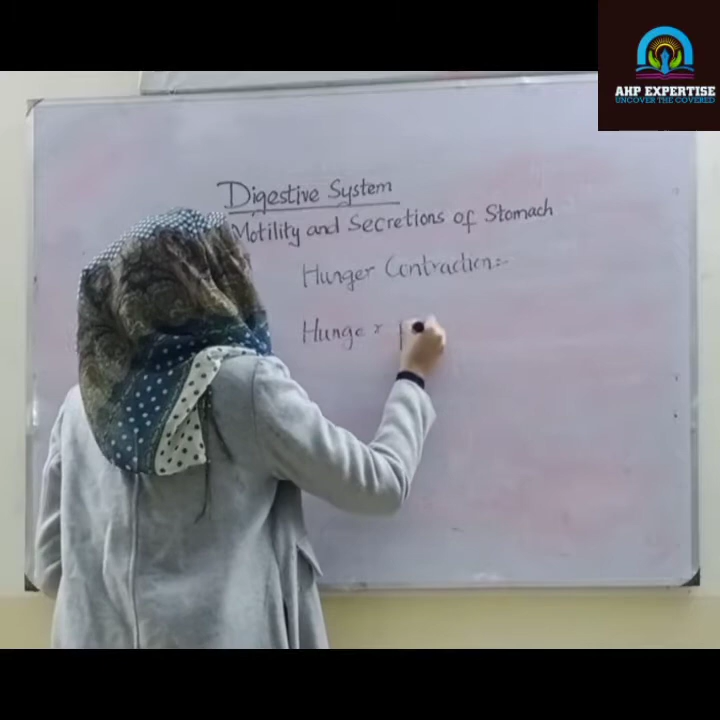 AHP EXPERTISE
UNCOVER THE COVERED
Digestive System
Motility and Secretions of Stomach
Hunger Contraction:-
Hunger